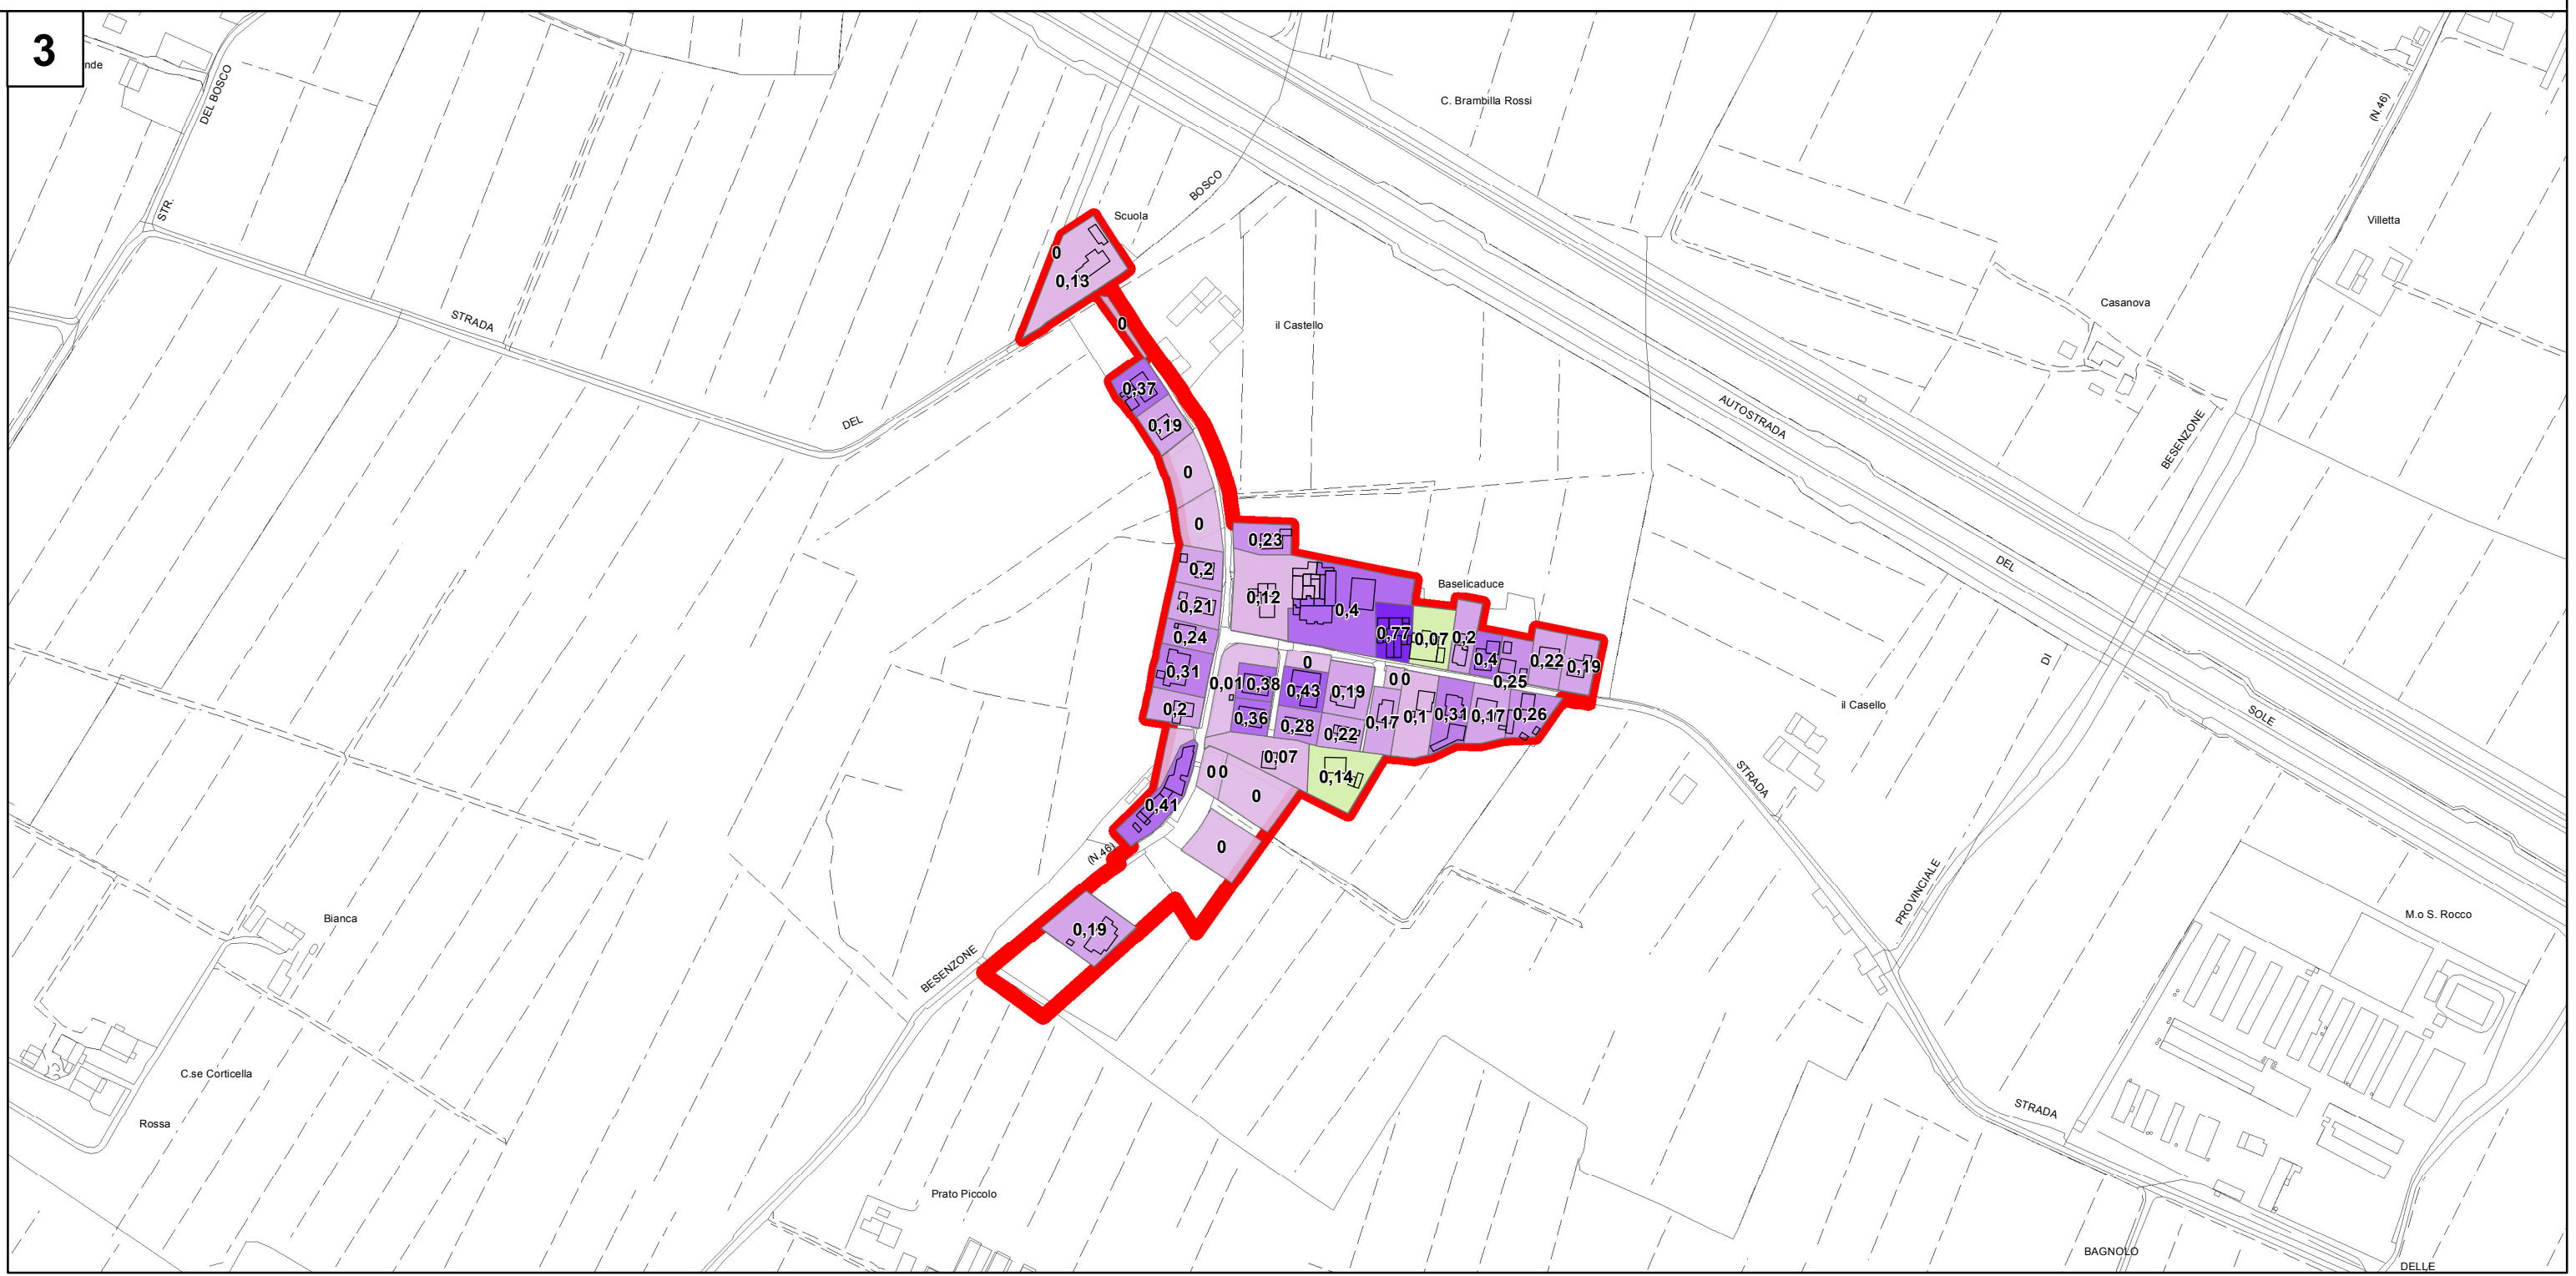 3
nde
DEL BOSCO
STR.
STRADA
DEL
BOSCO
Scuola
C. Brambilla Rossi
(N.46)
Villetta
Casanova
il Castello
AUTOSTRADA
BESENZONE
DEL
SOLE
0
0,13
0
0,37
0,19
0
0
0,23
0,2
0,12
0,4
0,21
0,24
0,31
0,2
Baselicaduce
0,77
0,07
0,2
0,4
0,22
0,19
0,25
0
0 0
0,01
0,38
0,43
0,19
0,36
0,28
0,22
0,17
0,1
0,31
0,17
0,26
0,07
0,14
0 0
0
0,41
0
0,19
(N.46)
BESENZONE
il Casello
DI
STRADA
PROVINCIALE
M.o S. Rocco
Bianca
C.se Corticella
Rossa
Prato Piccolo
STRADA
BAGNOLO
DELLE